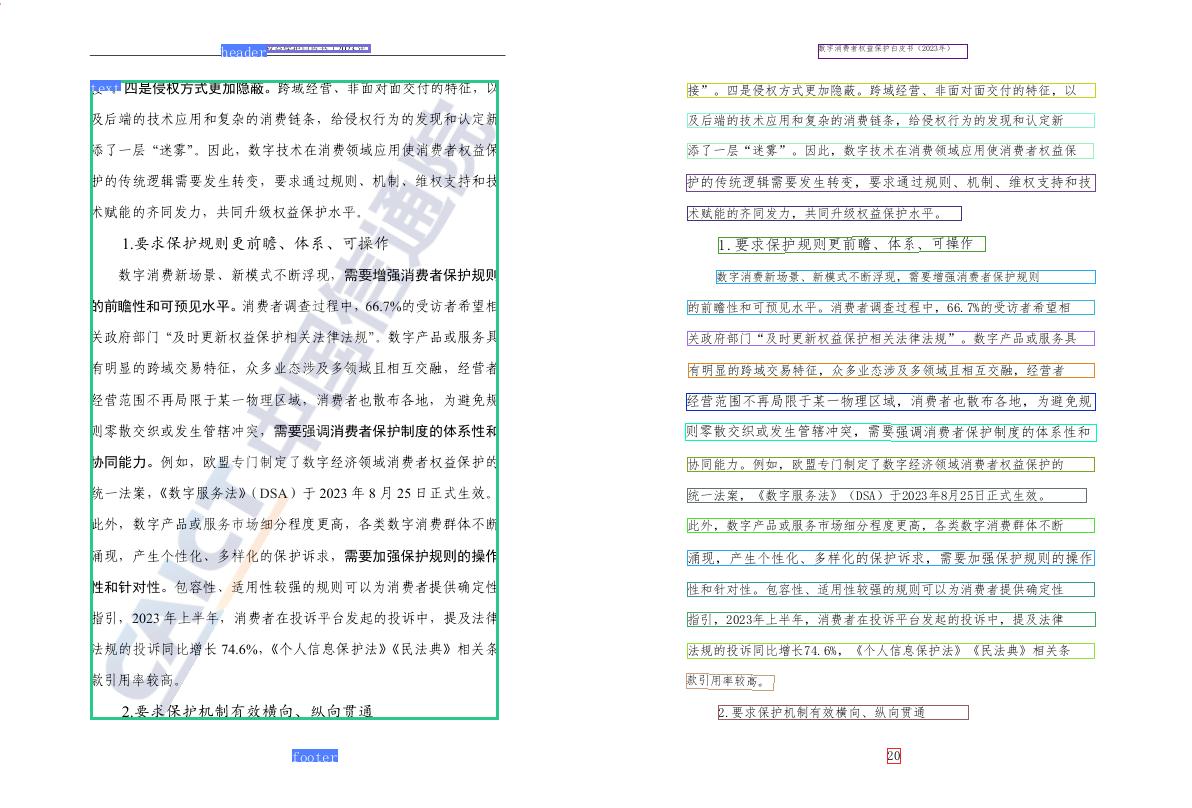 header
text 四是侵权方式更加隐蔽。跨域经营、非面对面交付的特征，以
及后端的技术应用和复杂的消费链条，给侵权行为的发现和认定新
添了一层“迷雾”。因此，数字技术在消费领域应用使消费者权益保
护的传统逻辑需要发生转变，要求通过规则、机制、维权支持和技
术赋能的齐同发力，共同升级权益保护水平。
1.要求保护规则更前瞻、体系、可操作
数字消费新场景、新模式不断浮现，需要增强消费者保护规则
的前瞻性和可预见水平。消费者调查过程中，66.7%的受访者希望相
关政府部门“及时更新权益保护相关法律法规”。数字产品或服务具
有明显的跨域交易特征，众多业态涉及多领域且相互交融，经营者
经营范围不再局限于某一物理区域，消费者也散布各地，为避免规
则零散交织或发生管辖冲突，需要强调消费者保护制度的体系性和
协同能力。例如，欧盟专门制定了数字经济领域消费者权益保护的
统一法案，《数字服务法》（DSA）于 2023 年 8 月 25 日正式生效。
此外，数字产品或服务市场细分程度更高，各类数字消费群体不断
涌现，产生个性化、多样化的保护诉求，需要加强保护规则的操作
性和针对性。包容性、适用性较强的规则可以为消费者提供确定性
指引，2023 年上半年，消费者在投诉平台发起的投诉中，提及法律
法规的投诉同比增长 74.6%，《个人信息保护法》《民法典》相关条
款引用率较高。
2.要求保护机制有效横向、纵向贯通
footer
CAICT 中国信通院
数字消费者权益保护白皮书（2023年）
接”。四是侵权方式更加隐蔽。跨域经营、非面对面交付的特征，以
及后端的技术应用和复杂的消费链条，给侵权行为的发现和认定新
添了一层“迷雾”。因此，数字技术在消费领域应用使消费者权益保
护的传统逻辑需要发生转变，要求通过规则、机制、维权支持和技
术赋能的齐同发力，共同升级权益保护水平。
1.要求保护规则更前瞻、体系、可操作
数字消费新场景、新模式不断浮现，需要增强消费者保护规则
的前瞻性和可预见水平。消费者调查过程中，66.7%的受访者希望相
关政府部门“及时更新权益保护相关法律法规”。数字产品或服务具
有明显的跨域交易特征，众多业态涉及多领域且相互交融，经营者
经营范围不再局限于某一物理区域，消费者也散布各地，为避免规
则零散交织或发生管辖冲突，需要强调消费者保护制度的体系性和
协同能力。例如，欧盟专门制定了数字经济领域消费者权益保护的
统一法案，《数字服务法》（DSA）于2023年8月25日正式生效。
此外，数字产品或服务市场细分程度更高，各类数字消费群体不断
涌现，产生个性化、多样化的保护诉求，需要加强保护规则的操作
性和针对性。包容性、适用性较强的规则可以为消费者提供确定性
指引，2023年上半年，消费者在投诉平台发起的投诉中，提及法律
法规的投诉同比增长74.6%，《个人信息保护法》《民法典》相关条
款引用率较高。
2.要求保护机制有效横向、纵向贯通
20